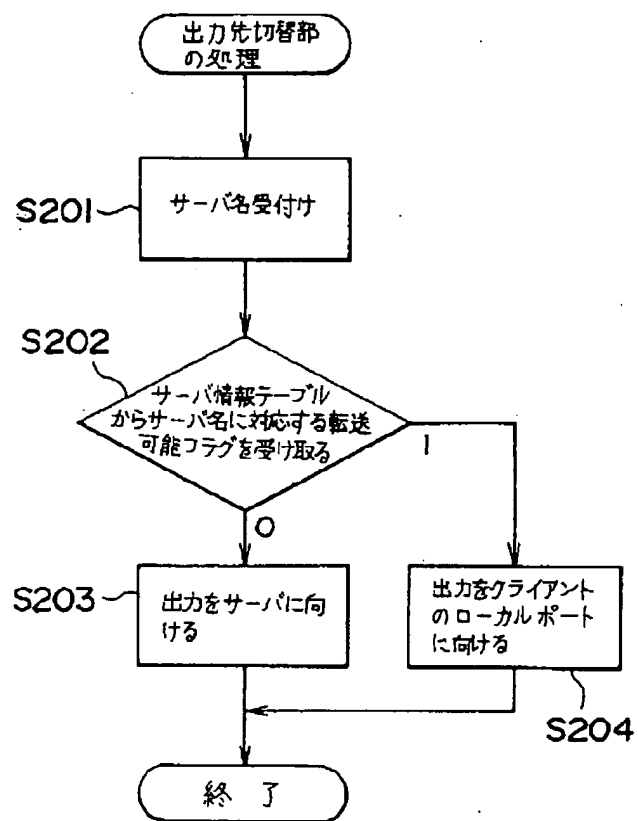 出力先切替部
の処理
S201
サーバ名受付け
S202
サーバ情報テーブル
からサーバ名に対応する転送
可能フラグを受け取る
1
0
S203
出力をサーバに向
ける
出力をクライアント
のローカルポート
に向ける
S204
終了